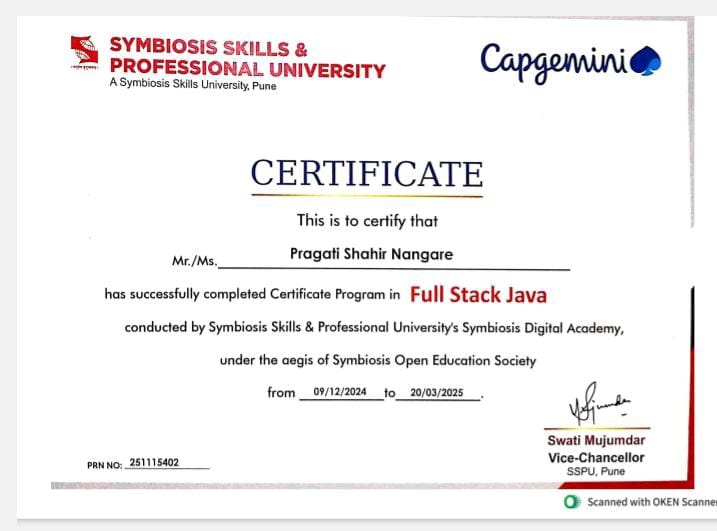 SYMBIOSIS SKILLS &
PROFESSIONAL UNIVERSITY
A Symbiosis Skills University, Pune
Capgemini
CERTIFICATE
This is to certify that
Mr./Ms. Pragati Shahir Nangare
has successfully completed Certificate Program in Full Stack Java
conducted by Symbiosis Skills & Professional University's Symbiosis Digital Academy,
under the aegis of Symbiosis Open Education Society
from 09/12/2024 to 20/03/2025.
Swati Mujumdar
Vice-Chancellor
SSPU, Pune
PRN NO: 251115402
Scanned with OKEN Scanner